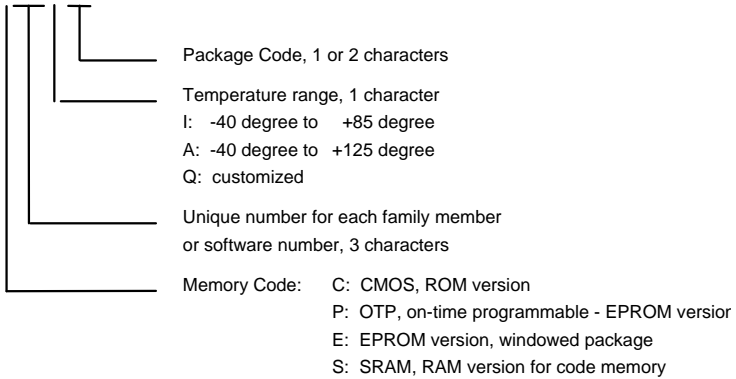 Package Code, 1 or 2 characters
Temperature range, 1 character
I: -40 degree to +85 degree
A: -40 degree to +125 degree
Q: customized
Unique number for each family member
or software number, 3 characters
Memory Code: C: CMOS, ROM version
P: OTP, on-time programmable - EPROM version
E: EPROM version, windowed package
S: SRAM, RAM version for code memory